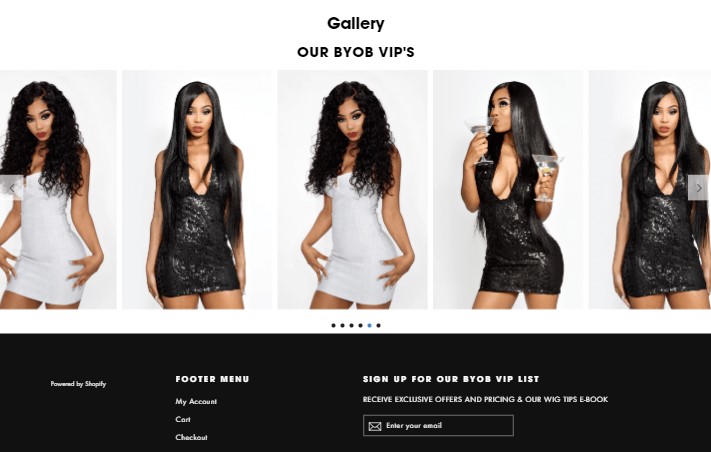 Gallery
OUR BYOB VIP'S
Powered by Shopify
FOOTER MENU
My Account
Cart
Checkout
SIGN UP FOR OUR BYOB VIP LIST
RECEIVE EXCLUSIVE OFFERS AND PRICING & OUR WIG TIPS E-BOOK
Enter your email